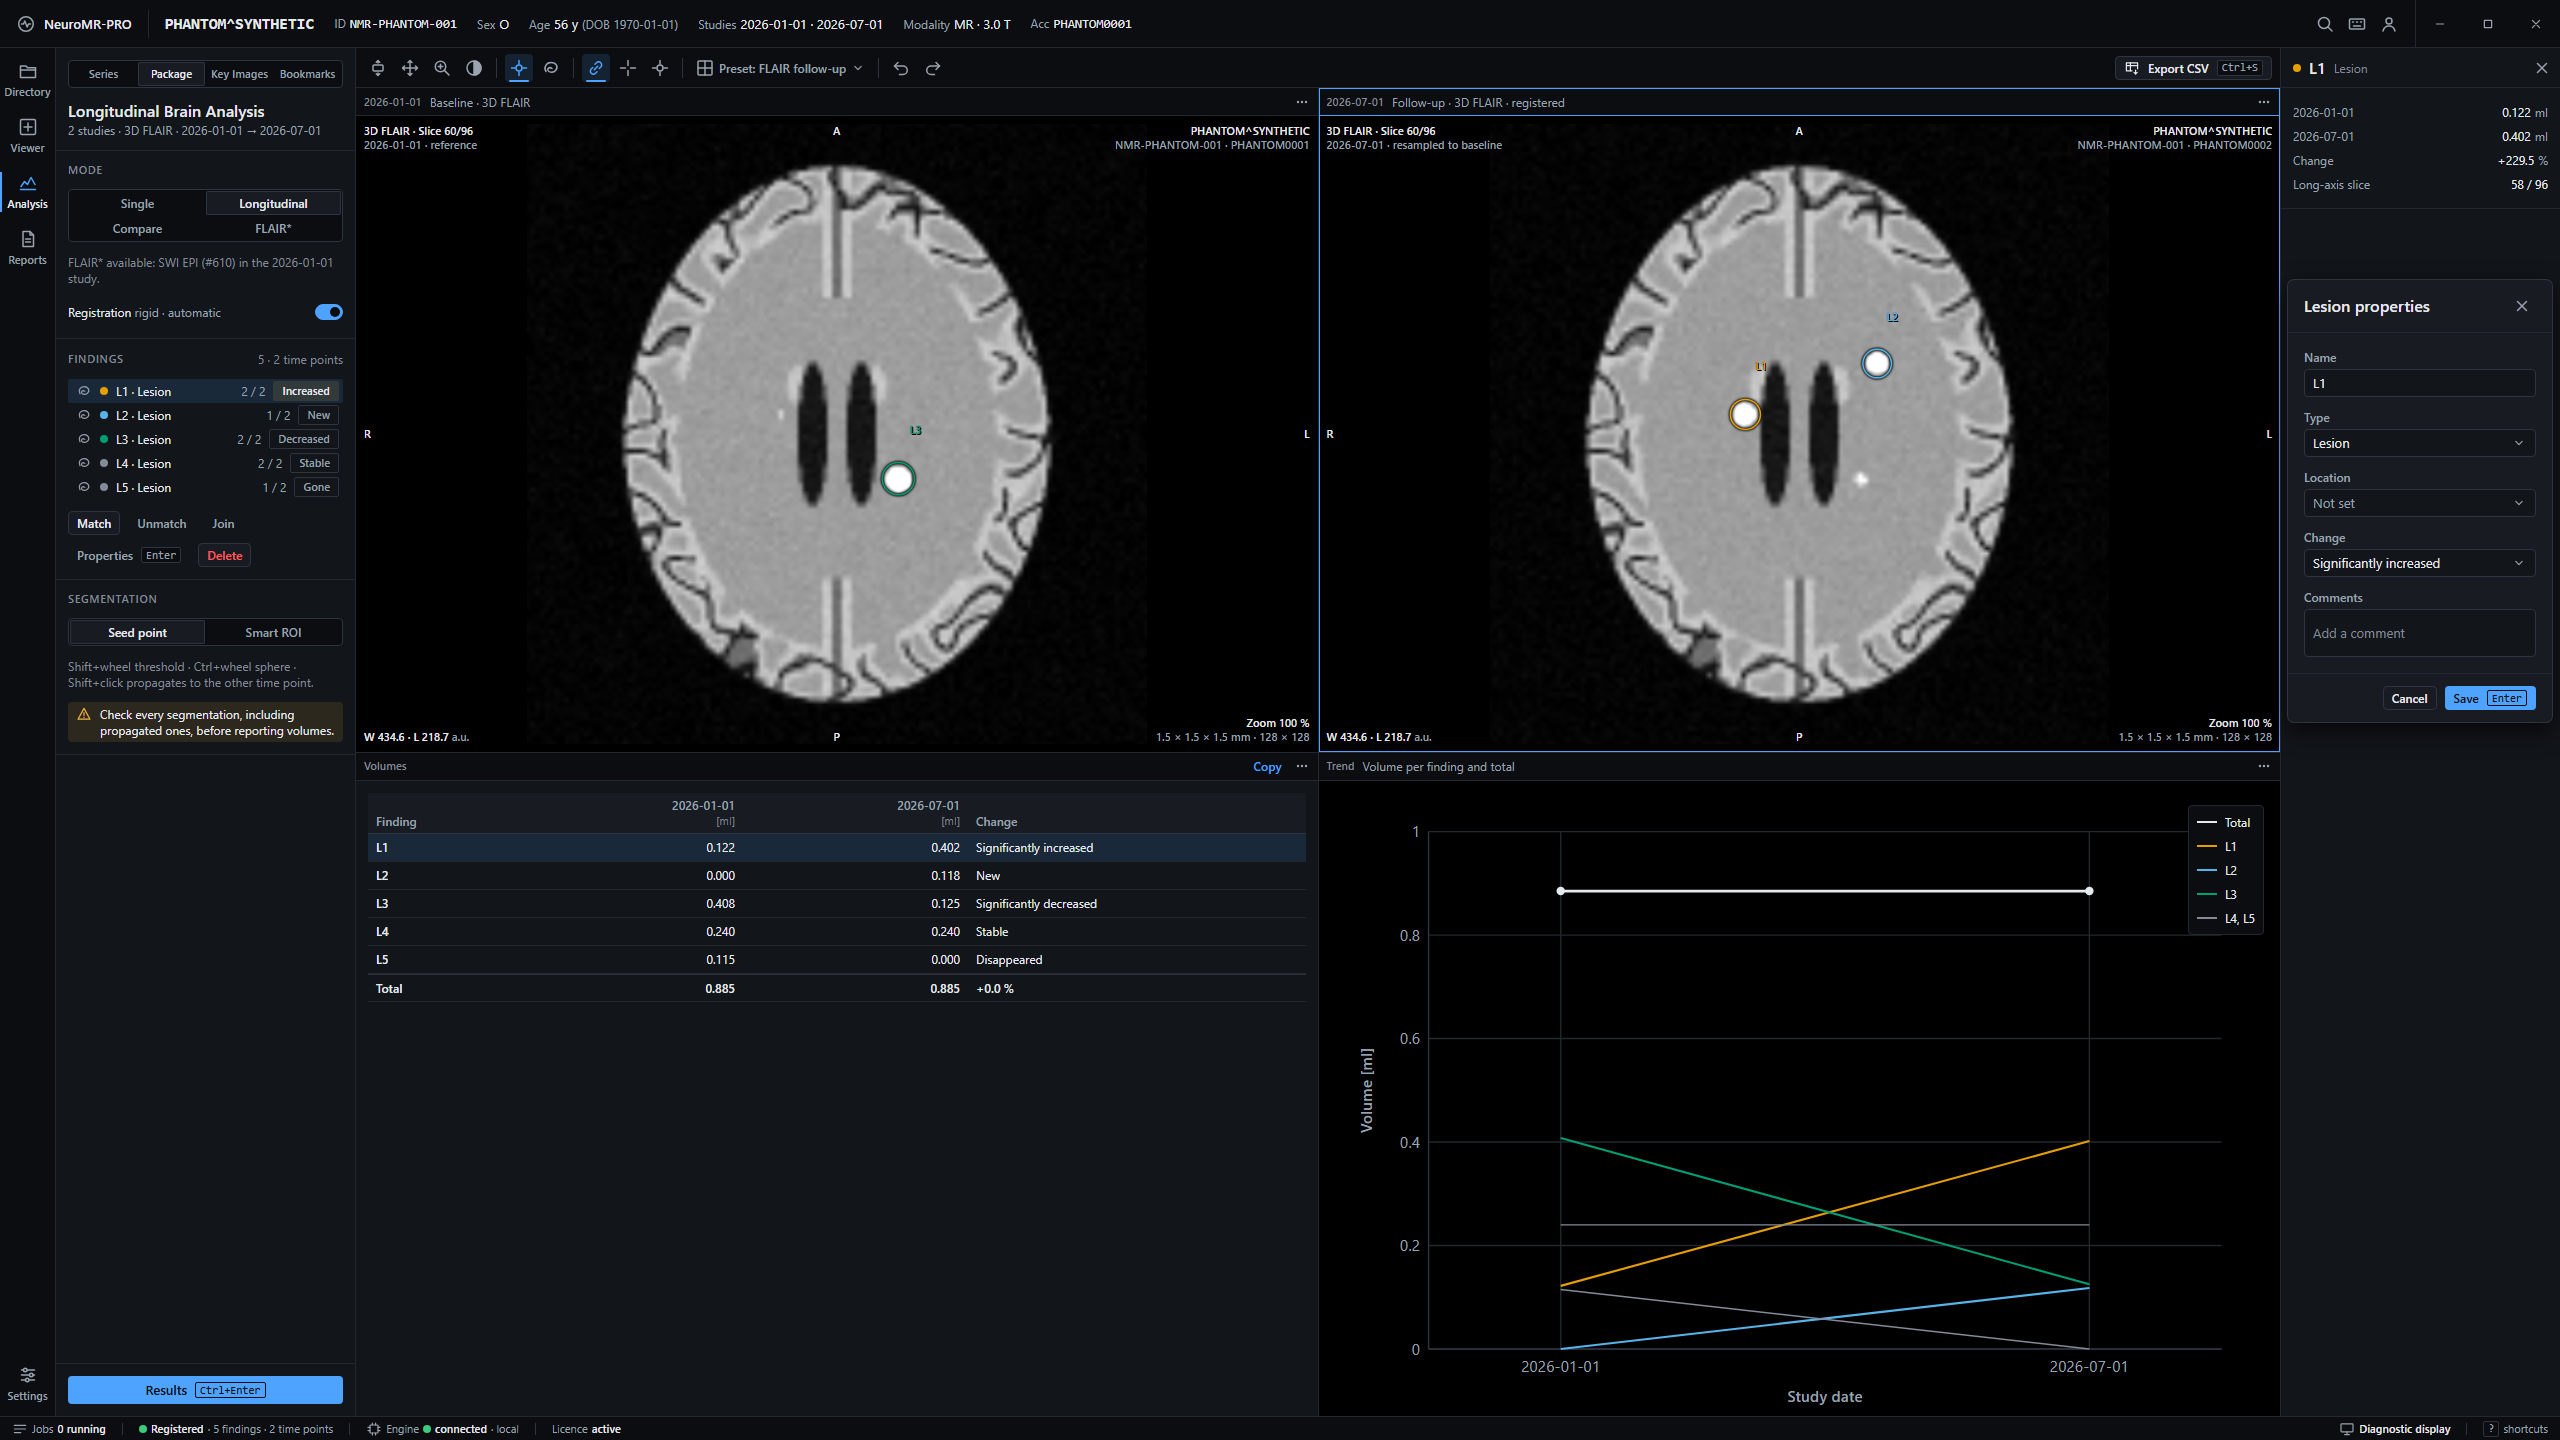 NeuroMR-PRO
PHANTOM^SYNTHETIC
ID NMR-PHANTOM-001
Sex O
Age 56 y (DOB 1970-01-01)
Studies 2026-01-01 · 2026-07-01
Modality MR · 3.0 T
Acc PHANTOM0001
Directory
Viewer
Analysis
Reports
Settings
Series
Package
Key Images
Bookmarks
Longitudinal Brain Analysis
2 studies · 3D FLAIR · 2026-01-01 → 2026-07-01
MODE
Single
Longitudinal
Compare
FLAIR*
FLAIR* available: SWI EPI (#610) in the 2026-01-01
study.
Registration rigid · automatic
FINDINGS
5 · 2 time points
L1 · Lesion 2 / 2 Increased
L2 · Lesion 1 / 2 New
L3 · Lesion 2 / 2 Decreased
L4 · Lesion 2 / 2 Stable
L5 · Lesion 1 / 2 Gone
Match
Unmatch
Join
Properties Enter
Delete
SEGMENTATION
Seed point
Smart ROI
Shift+wheel threshold · Ctrl+wheel sphere ·
Shift+click propagates to the other time point.
Check every segmentation, including
propagated ones, before reporting volumes.
Results Ctrl+Enter
Preset: FLAIR follow-up
Export CSV Ctrl+S
2026-01-01 Baseline · 3D FLAIR
3D FLAIR · Slice 60/96
2026-01-01 · reference
A
PHANTOM^SYNTHETIC
NMR-PHANTOM-001 · PHANTOM0001
R
L
L3
W 434.6 · L 218.7 a.u.
P
Zoom 100 %
1.5 × 1.5 × 1.5 mm · 128 × 128
2026-07-01 Follow-up · 3D FLAIR · registered
3D FLAIR · Slice 60/96
2026-07-01 · resampled to baseline
A
PHANTOM^SYNTHETIC
NMR-PHANTOM-001 · PHANTOM0002
L2
L1
R
L
W 434.6 · L 218.7 a.u.
P
Zoom 100 %
1.5 × 1.5 × 1.5 mm · 128 × 128
Volumes
Copy
2026-01-01 2026-07-01
Finding [ml] [ml] Change
L1 0.122 0.402 Significantly increased
L2 0.000 0.118 New
L3 0.408 0.125 Significantly decreased
L4 0.240 0.240 Stable
L5 0.115 0.000 Disappeared
Total 0.885 0.885 +0.0 %
Trend Volume per finding and total
Total
L1
L2
L3
L4, L5
1
0.8
0.6
0.4
0.2
0
Volume [ml]
2026-01-01
2026-07-01
Study date
L1 Lesion
2026-01-01 0.122 ml
2026-07-01 0.402 ml
Change +229.5 %
Long-axis slice 58 / 96
Lesion properties
Name
L1
Type
Lesion
Location
Not set
Change
Significantly increased
Comments
Add a comment
Cancel
Save Enter
Jobs 0 running
Registered · 5 findings · 2 time points
Engine connected · local
Licence active
Diagnostic display
? shortcuts